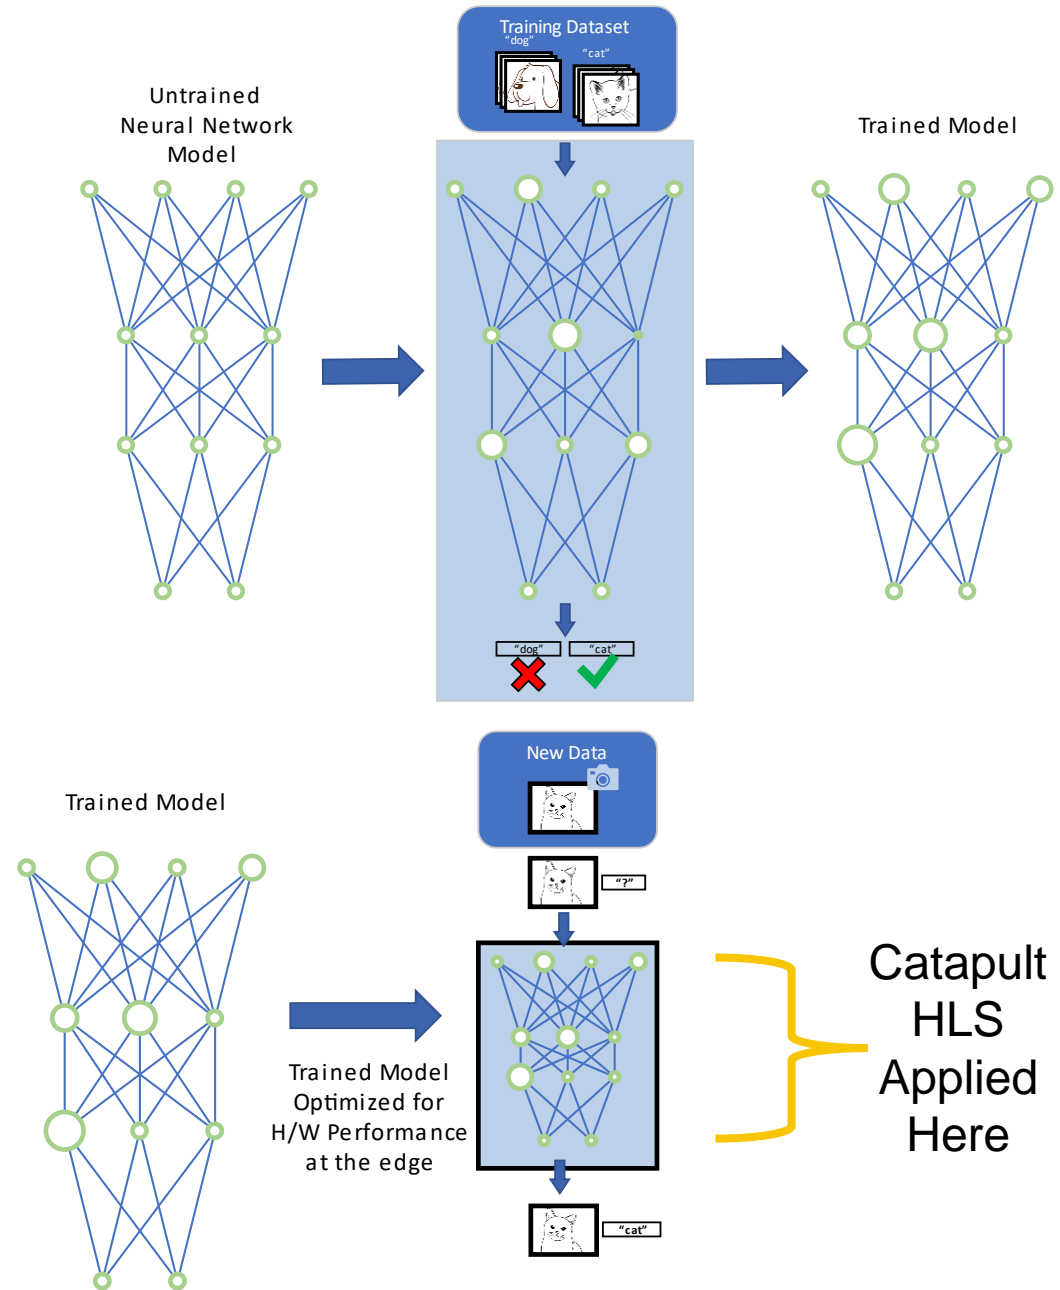 Training Dataset
“dog”
“cat”
Untrained
Neural Network
Model
Trained Model
“dog”
“cat”
New Data
Trained Model
“?”
Catapult
HLS
Applied
Here
Trained Model
Optimized for
H/W Performance
at the edge
“cat”